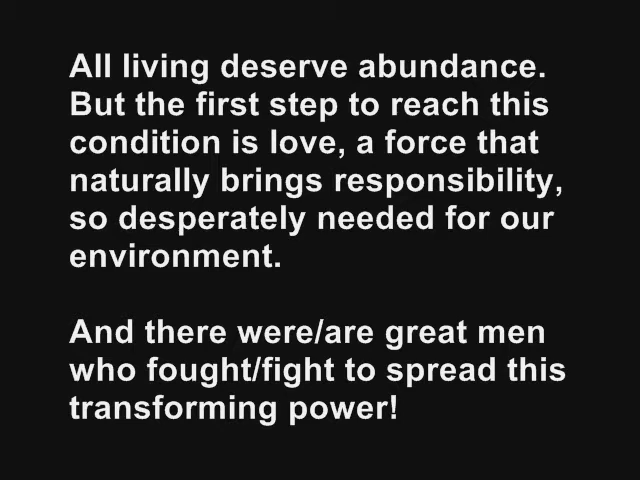 All living deserve abundance.
But the first step to reach this
condition is love, a force that
naturally brings responsibility,
so desperately needed for our
environment.
And there were/are great men
who fought/fight to spread this
transforming power!